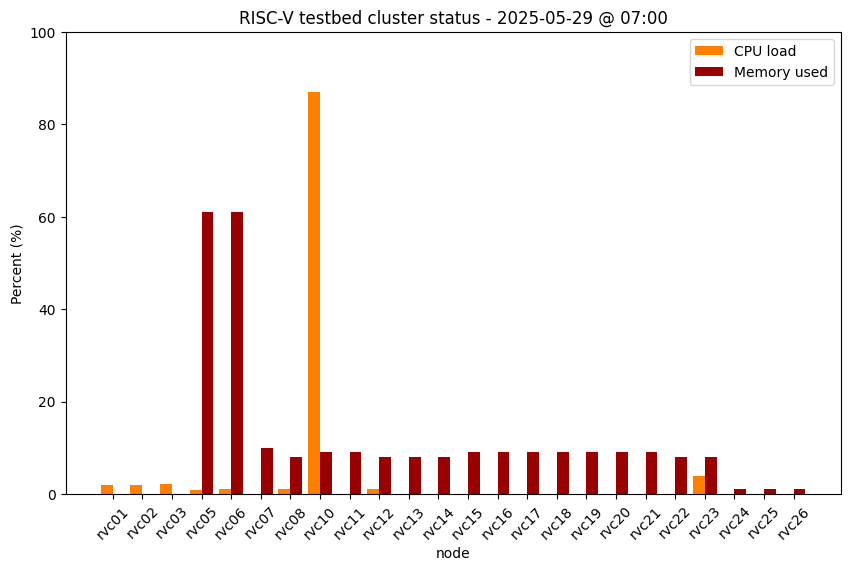 RISC-V testbed cluster status - 2025-05-29 @ 07:00
CPU load
Memory used
Percent (%)
100
80
60
40
20
0
rvc01 rvc02 rvc03 rvc05 rvc06 rvc07 rvc08 rvc10 rvc11 rvc12 rvc13 rvc14 rvc15 rvc16 rvc17 rvc18 rvc19 rvc20 rvc21 rvc22 rvc23 rvc24 rvc25 rvc26
node